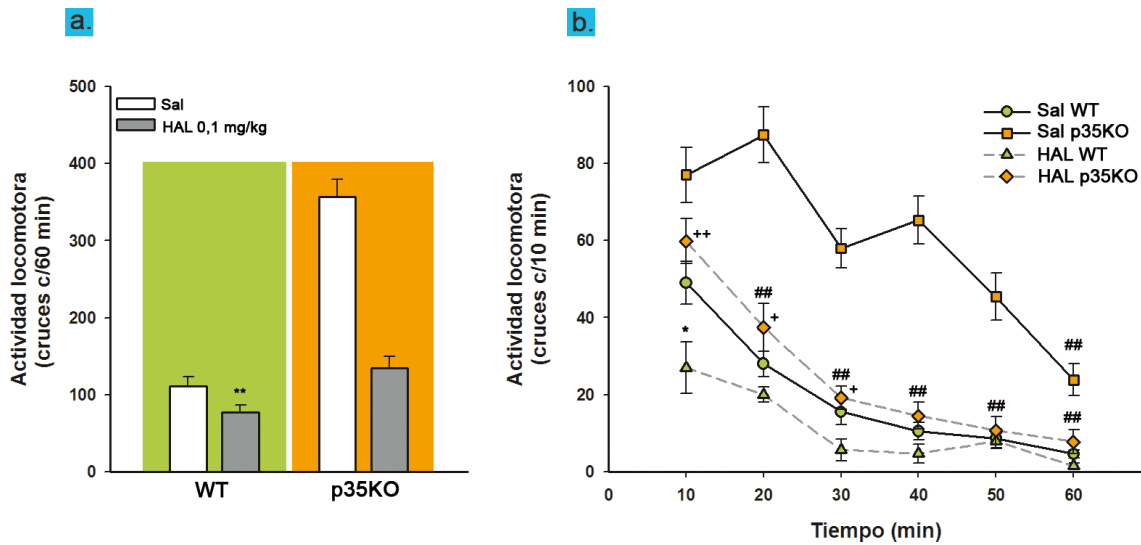 a.
Actividad locomotora
(cruces c/60 min)
500
400
300
200
100
0
Sal
HAL 0,1 mg/kg
**
WT
p35KO
b.
Actividad locomotora
(cruces c/10 min)
100
80
60
40
20
0
Sal WT
Sal p35KO
HAL WT
HAL p35KO
++
*
##
+
##
+
##
##
##
##
0
10
20
30
40
50
60
Tiempo (min)